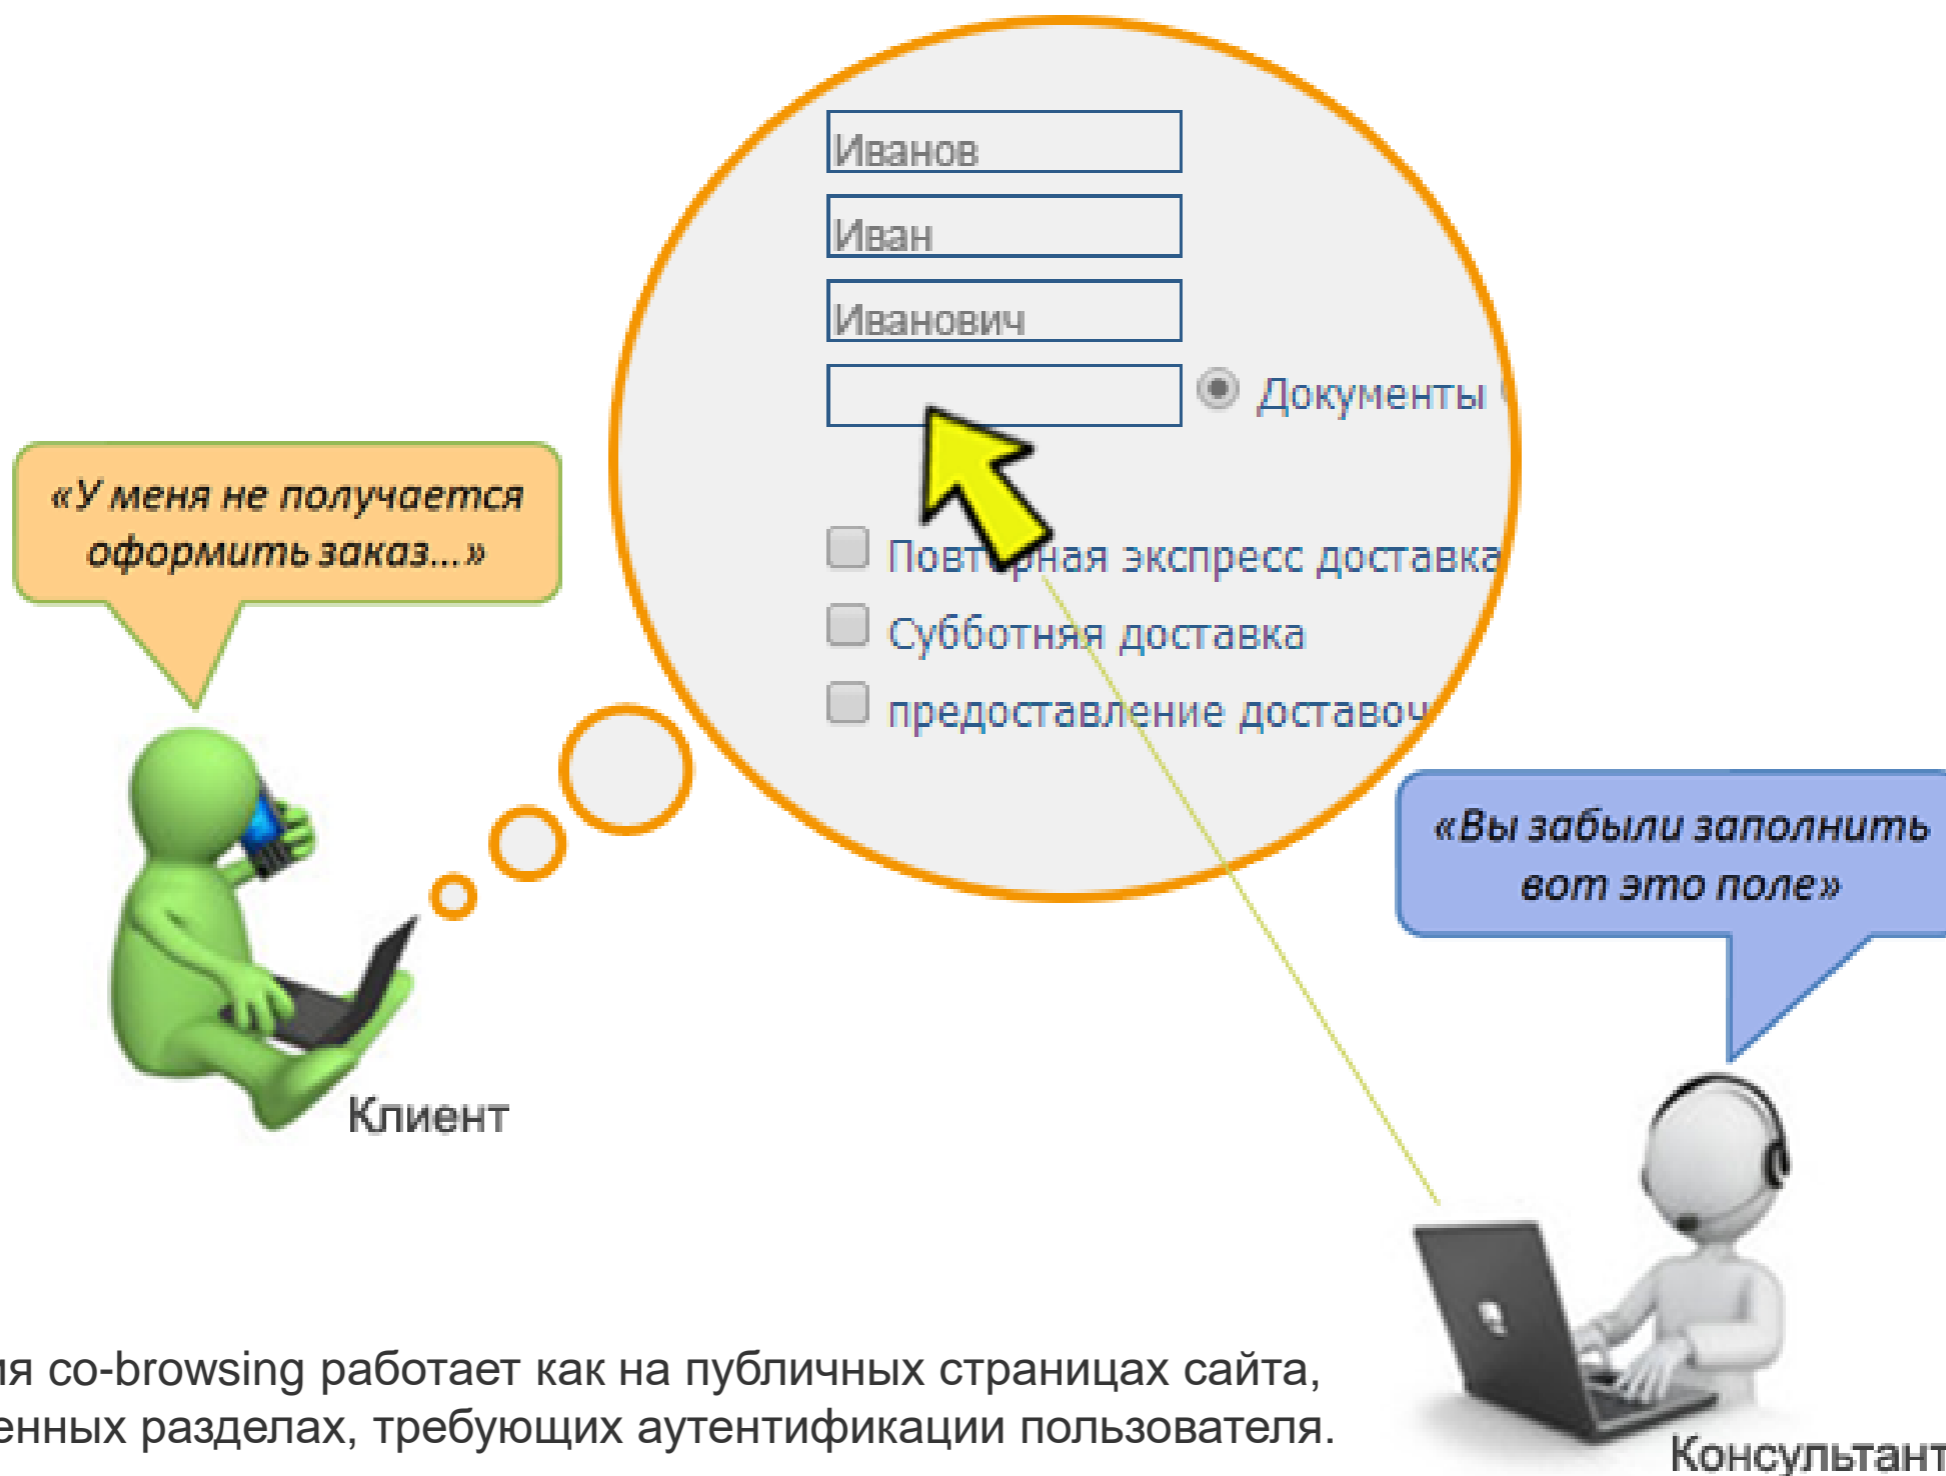 Иванов
Иван
Иванович
Документы
«У меня не получается
оформить заказ...»
Повторная экспресс доставка
Субботняя доставка
предоставление доставоч
«Вы забыли заполнить
вот это поле»
Клиент
ия co-browsing работает как на публичных страницах сайта,
енных разделах, требующих аутентификации пользователя.
Консультант